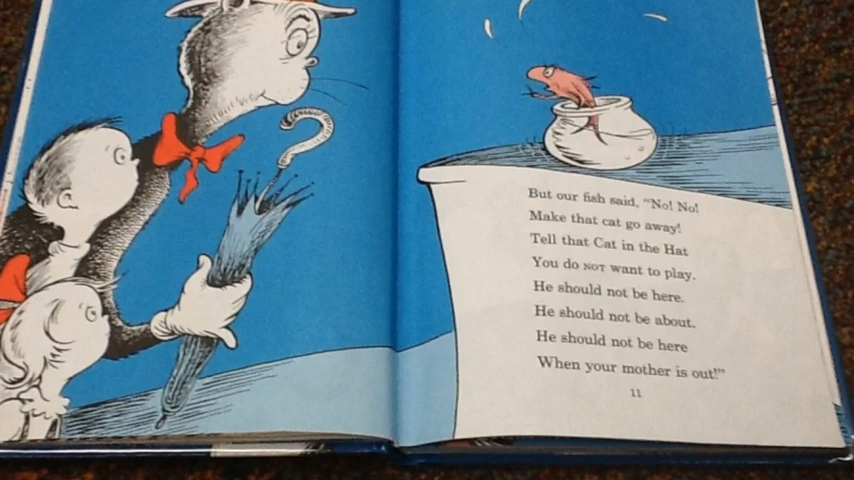 But our fish said, “No! No!
Make that cat go away!
Tell that Cat in the Hat
You do NOT want to play.
He should not be here.
He should not be about.
He should not be here
When your mother is out!”
11